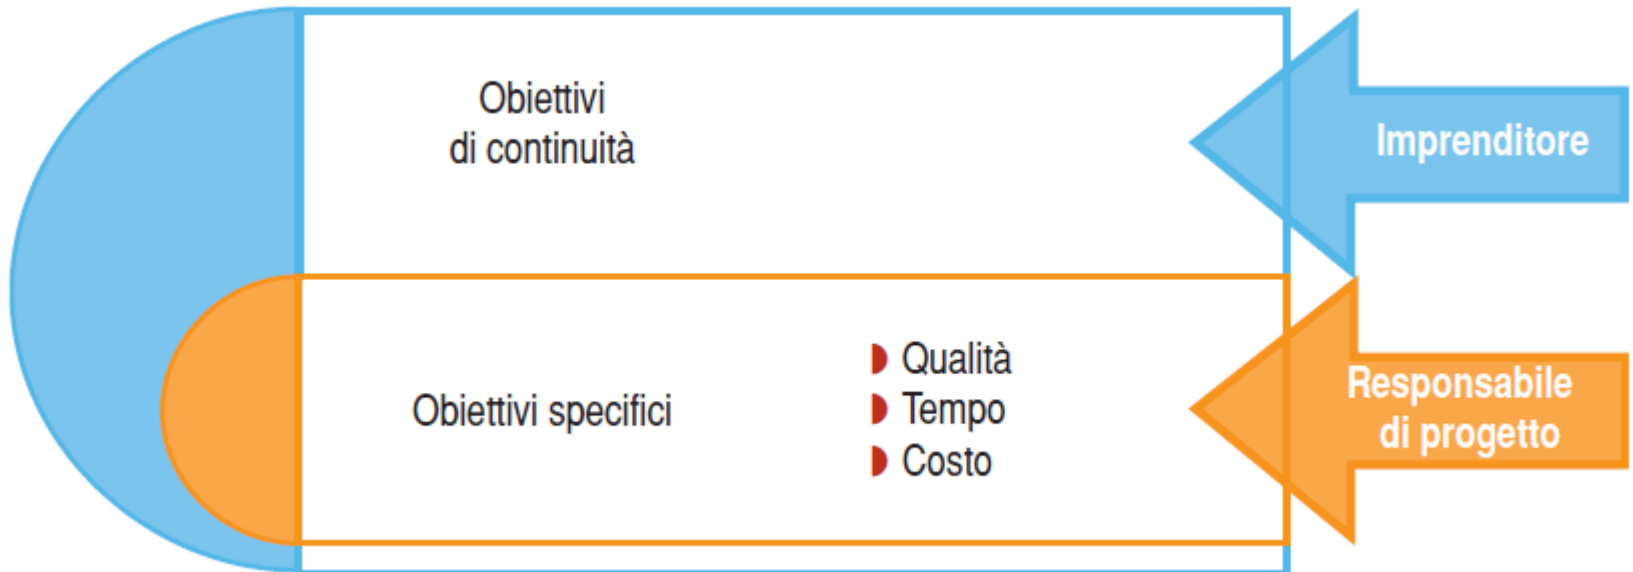 Obiettivi
di continuità
Imprenditore
Obiettivi specifici
Qualità
Tempo
Costo
Responsabile
di progetto